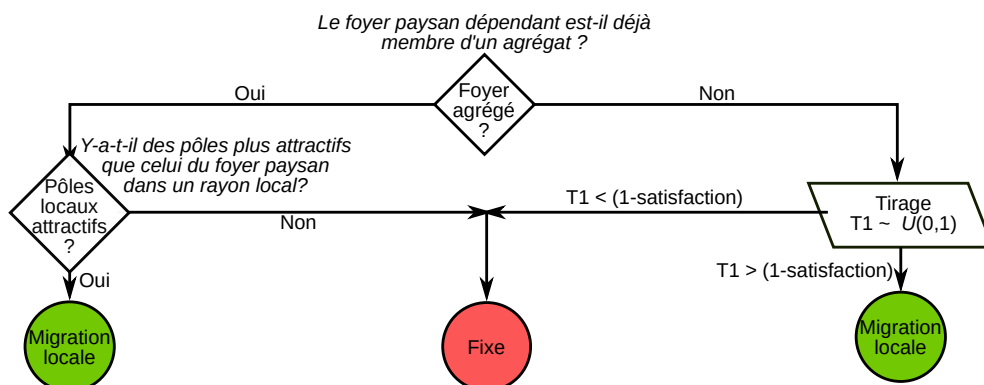 Le foyer paysan dépendant est-il déjà
membre d'un agrégat ?
Oui
Foyer
agrégé
?
Non
Y-a-t-il des pôles plus attractifs
que celui du foyer paysan
dans un rayon local?
Pôles
locaux
attractifs
?
Non
T1 < (1-satisfaction)
Tirage
T1 ~ U(0,1)
Oui
T1 > (1-satisfaction)
Migration
locale
Fixe
Migration
locale